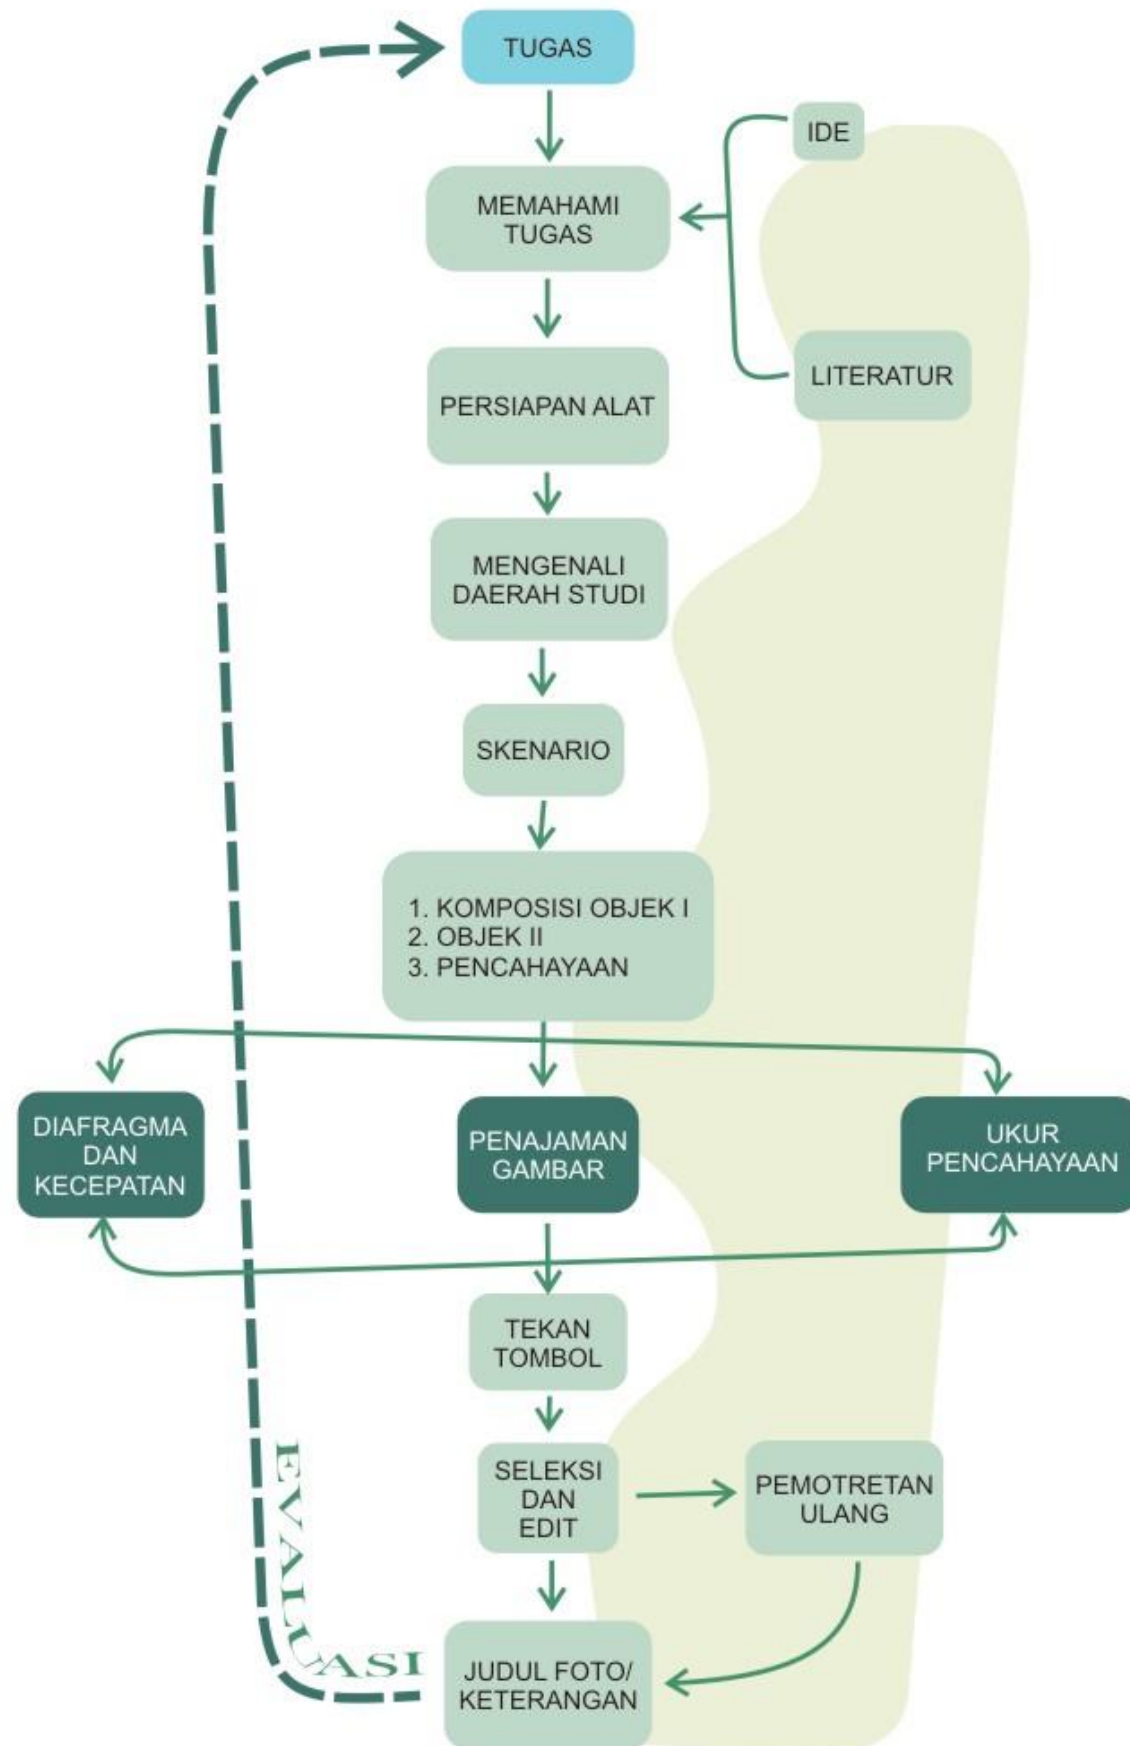 TUGAS
IDE
MEMAHAMI
TUGAS
LITERATUR
PERSIAPAN ALAT
MENGENALI
DAERAH STUDI
SKENARIO
1. KOMPOSISI OBJEK I
2. OBJEK II
3. PENCAHAYAAN
DIAFRAGMA
DAN
KECEPATAN
PENAJAMAN
GAMBAR
UKUR
PENCAHAYAAN
TEKAN
TOMBOL
SELEKSI
DAN
EDIT
PEMOTRETAN
ULANG
JUDUL FOTO/
KETERANGAN
EVALUASI